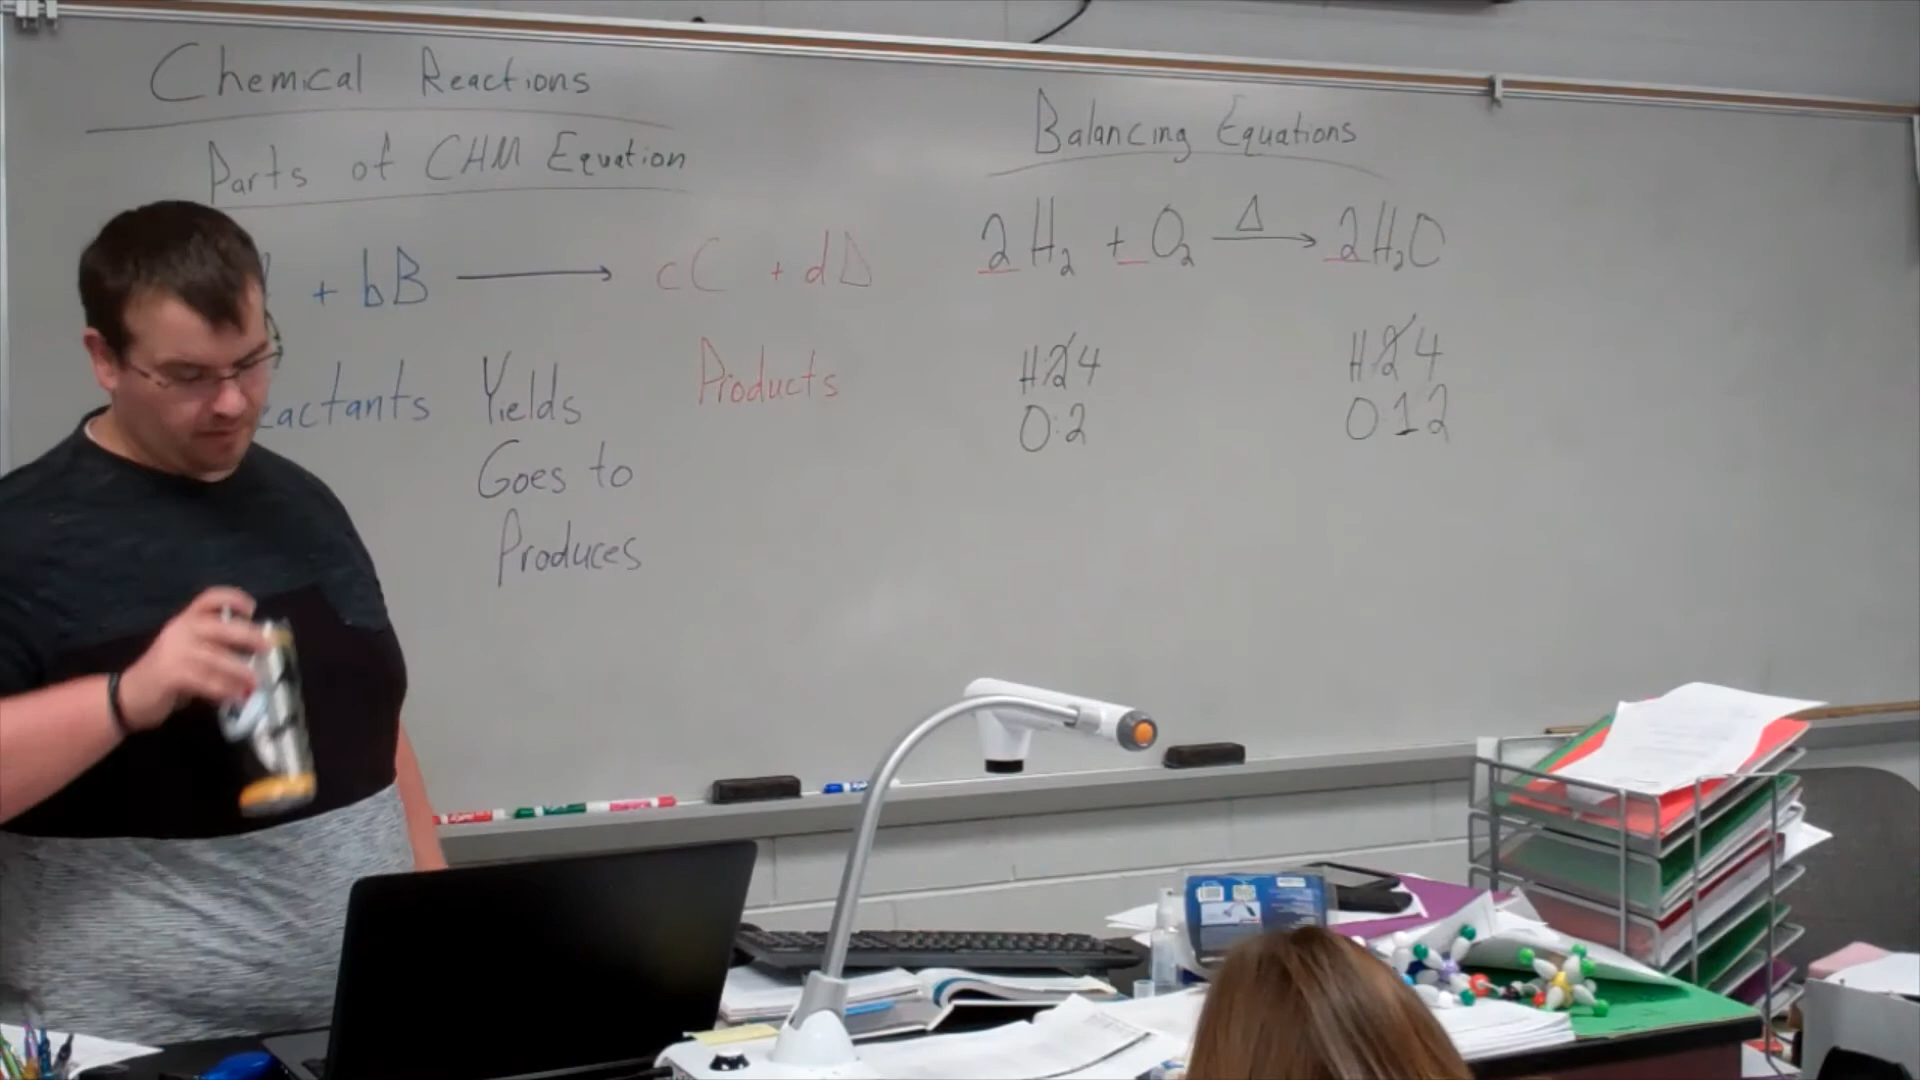 Chemical Reactions
Parts of CHM Equation
+ bB ⟶ cC + dD
eactants Yields Products
Goes to
Produces
Balancing Equations
2H₂ + O₂ —Δ→ 2H₂O
H:2 4 H 2 4
O:2 O 1 2